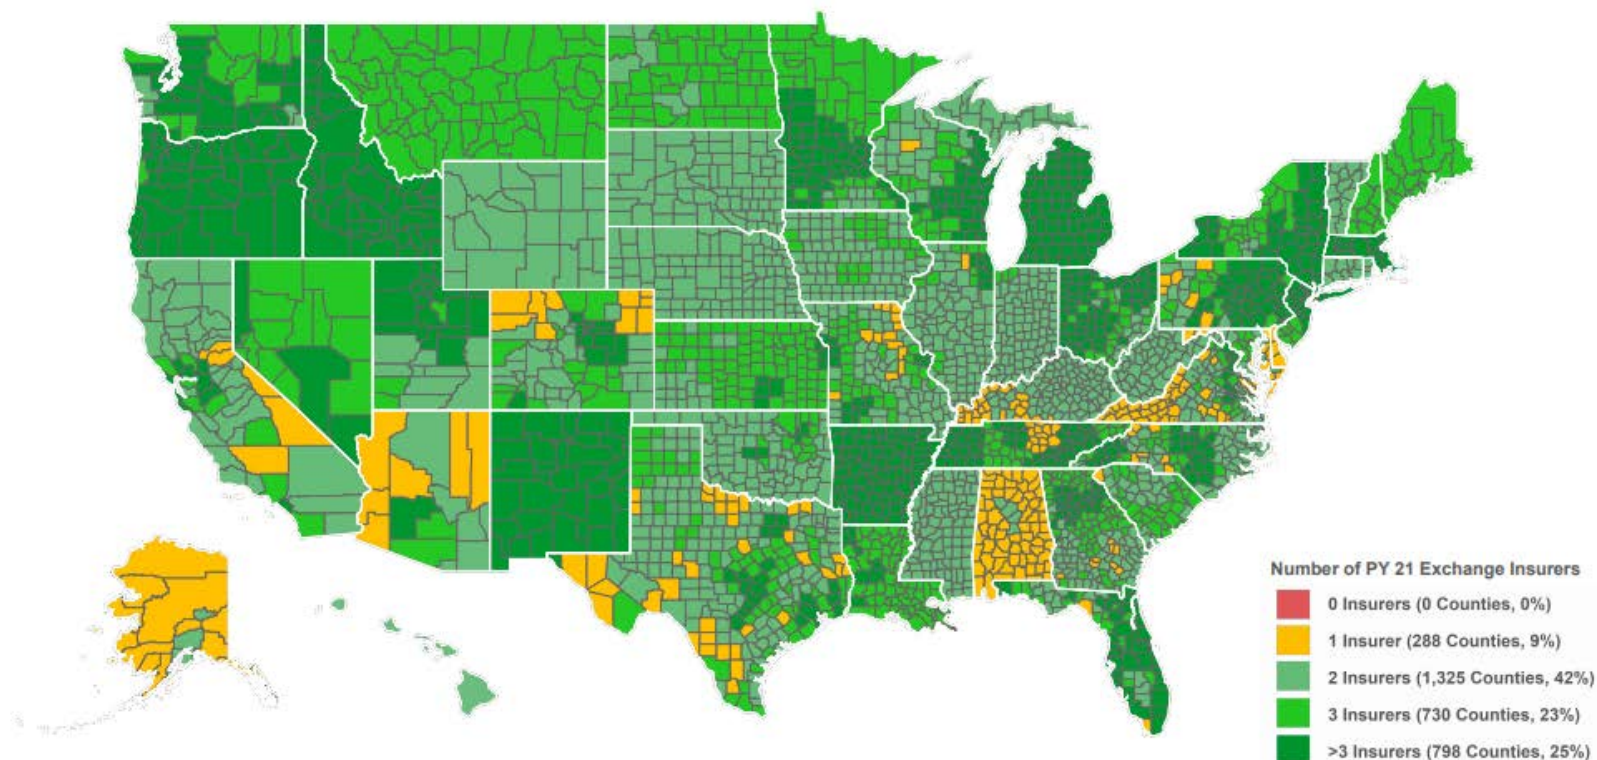 Number of PY 21 Exchange Insurers
0 Insurers (0 Counties, 0%)
1 Insurer (288 Counties, 9%)
2 Insurers (1,325 Counties, 42%)
3 Insurers (730 Counties, 23%)
>3 Insurers (798 Counties, 25%)